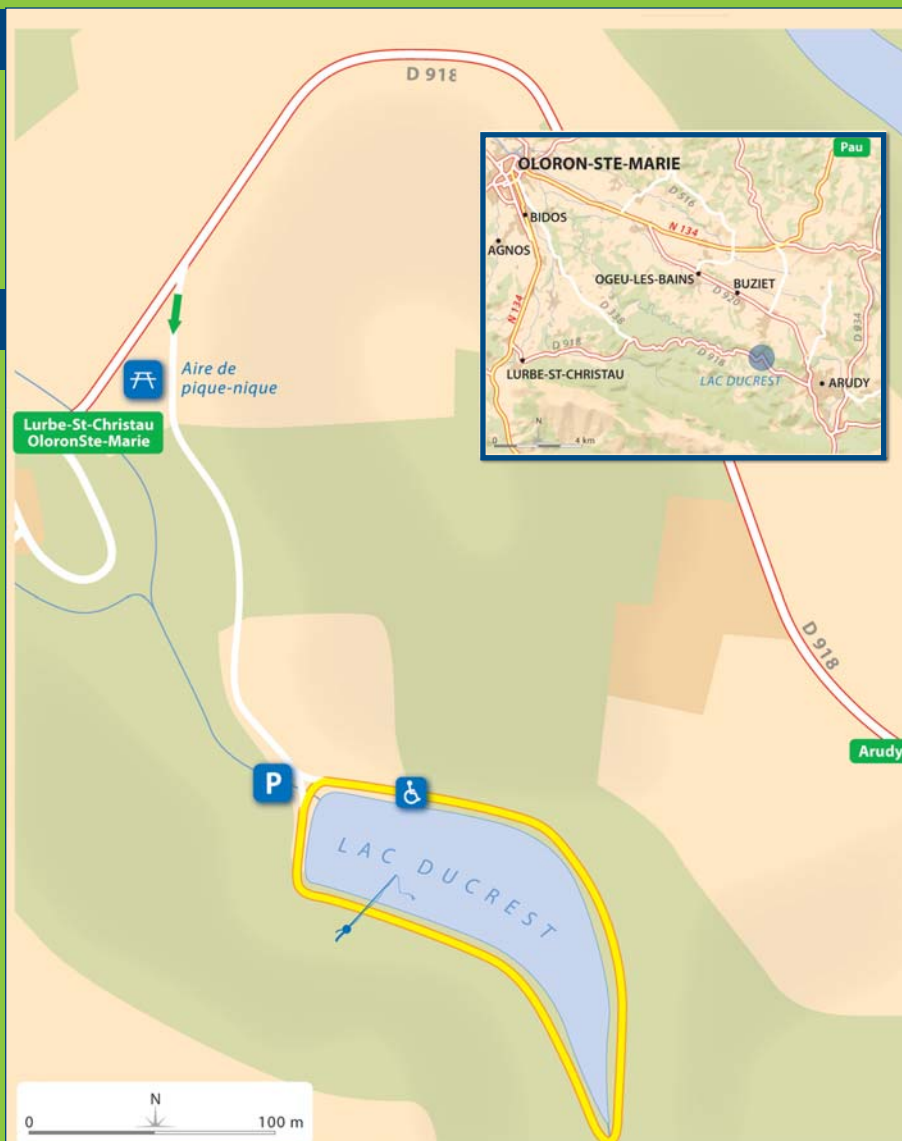 D 918
OLORON-STE-MARIE
Pau
D 516
BIDOS
N 134
AGNOS
OGEU-LES-BAINS
BUZIET
D 920
N 134
D 338
D 934
D 918
D 918
LURBE-ST-CHRISTAU
LAC DUCREST
ARUDY
N
0 4 km
Aire de
pique-nique
Lurbe-St-Christau
OloronSte-Marie
D 918
Arudy
P
LAC DUCREST
N
0 100 m